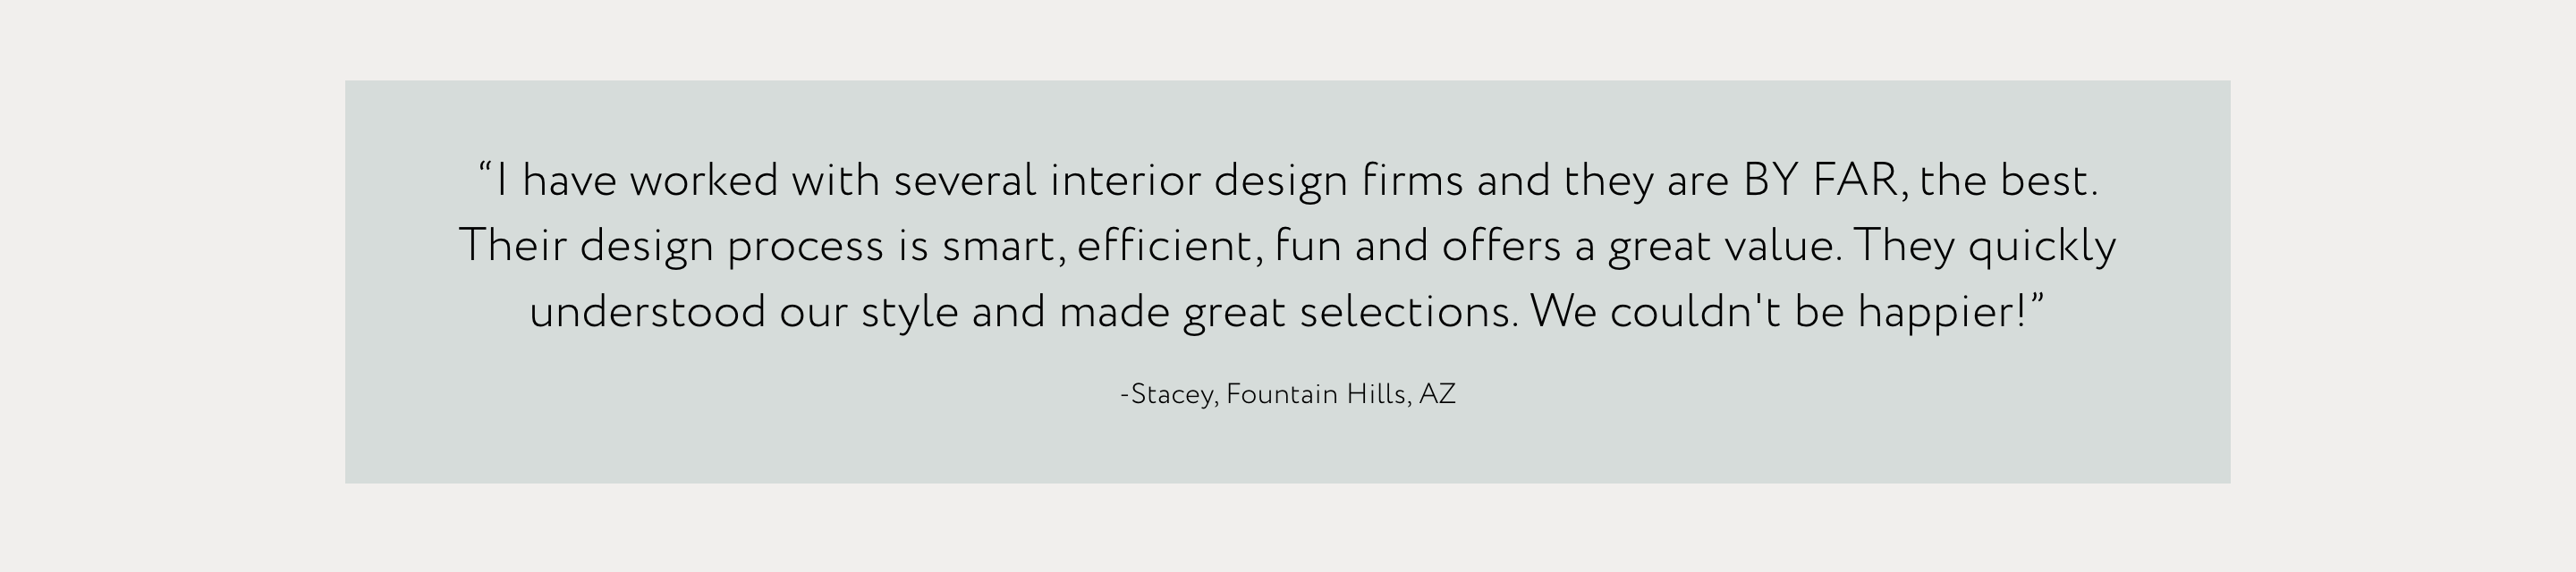 “I have worked with several interior design firms and they are BY FAR, the best.
Their design process is smart, efficient, fun and offers a great value. They quickly
understood our style and made great selections. We couldn't be happier!”
-Stacey, Fountain Hills, AZ